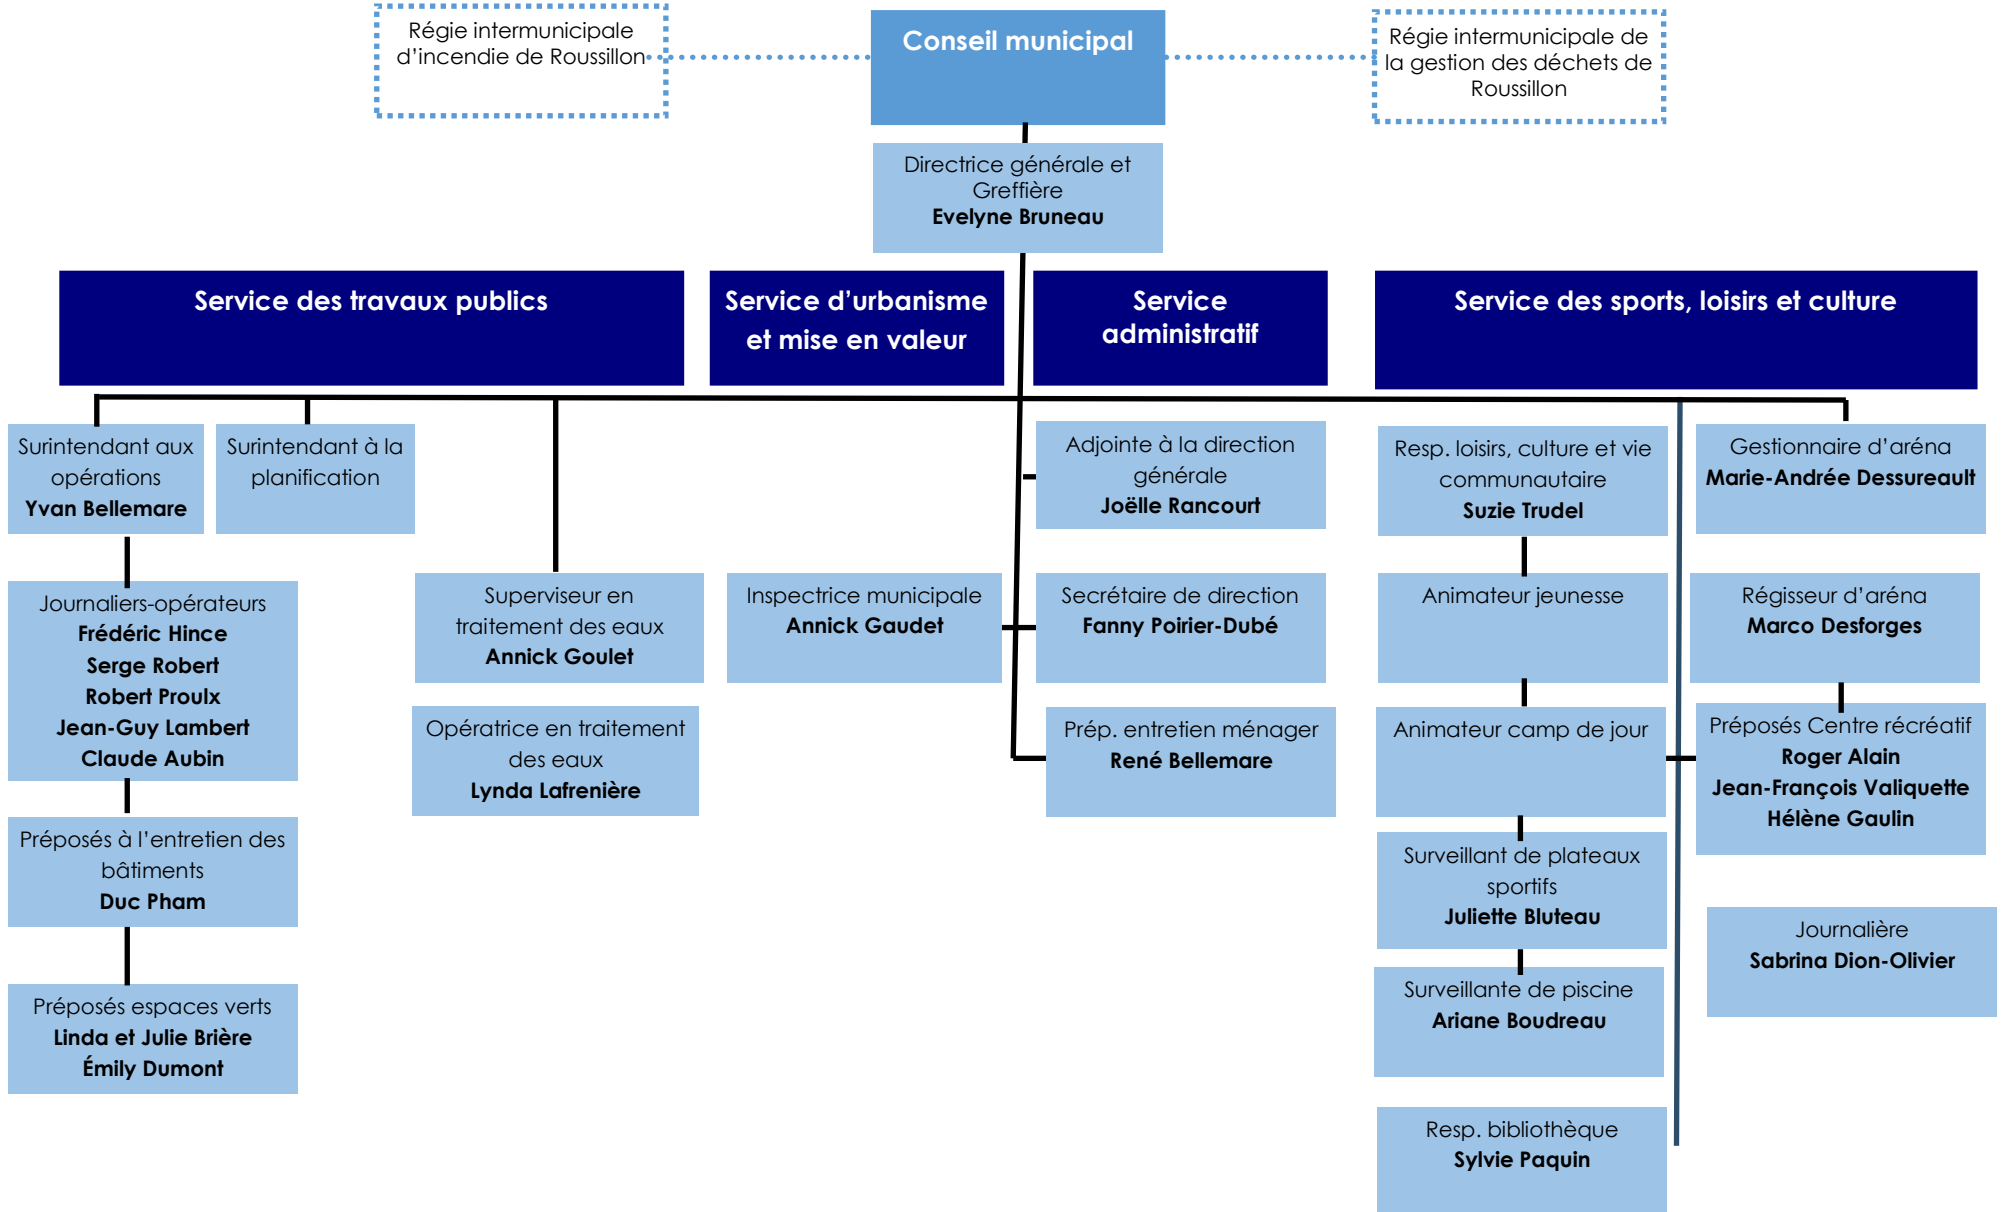 Régie intermunicipale
d'incendie de Roussillon
Conseil municipal
Régie intermunicipale de
la gestion des déchets de
Roussillon
Directrice générale et
Greffière
Evelyne Bruneau
Service des travaux publics
Service d'urbanisme
et mise en valeur
Service
administratif
Service des sports, loisirs et culture
Surintendant aux
opérations
Yvan Bellemare
Surintendant à la
planification
Adjointe à la direction
générale
Joëlle Rancourt
Resp. loisirs, culture et vie
communautaire
Suzie Trudel
Gestionnaire d'aréna
Marie-Andrée Dessureault
Journaliers-opérateurs
Frédéric Hince
Serge Robert
Robert Proulx
Jean-Guy Lambert
Claude Aubin
Superviseur en
traitement des eaux
Annick Goulet
Inspectrice municipale
Annick Gaudet
Secrétaire de direction
Fanny Poirier-Dubé
Animateur jeunesse
Régisseur d'aréna
Marco Desforges
Opératrice en traitement
des eaux
Lynda Lafrenière
Prép. entretien ménager
René Bellemare
Animateur camp de jour
Préposés Centre récréatif
Roger Alain
Jean-François Valiquette
Hélène Gaulin
Préposés à l'entretien des
bâtiments
Duc Pham
Surveillant de plateaux
sportifs
Juliette Bluteau
Journalière
Sabrina Dion-Olivier
Préposés espaces verts
Linda et Julie Brière
Émily Dumont
Surveillante de piscine
Ariane Boudreau
Resp. bibliothèque
Sylvie Paquin